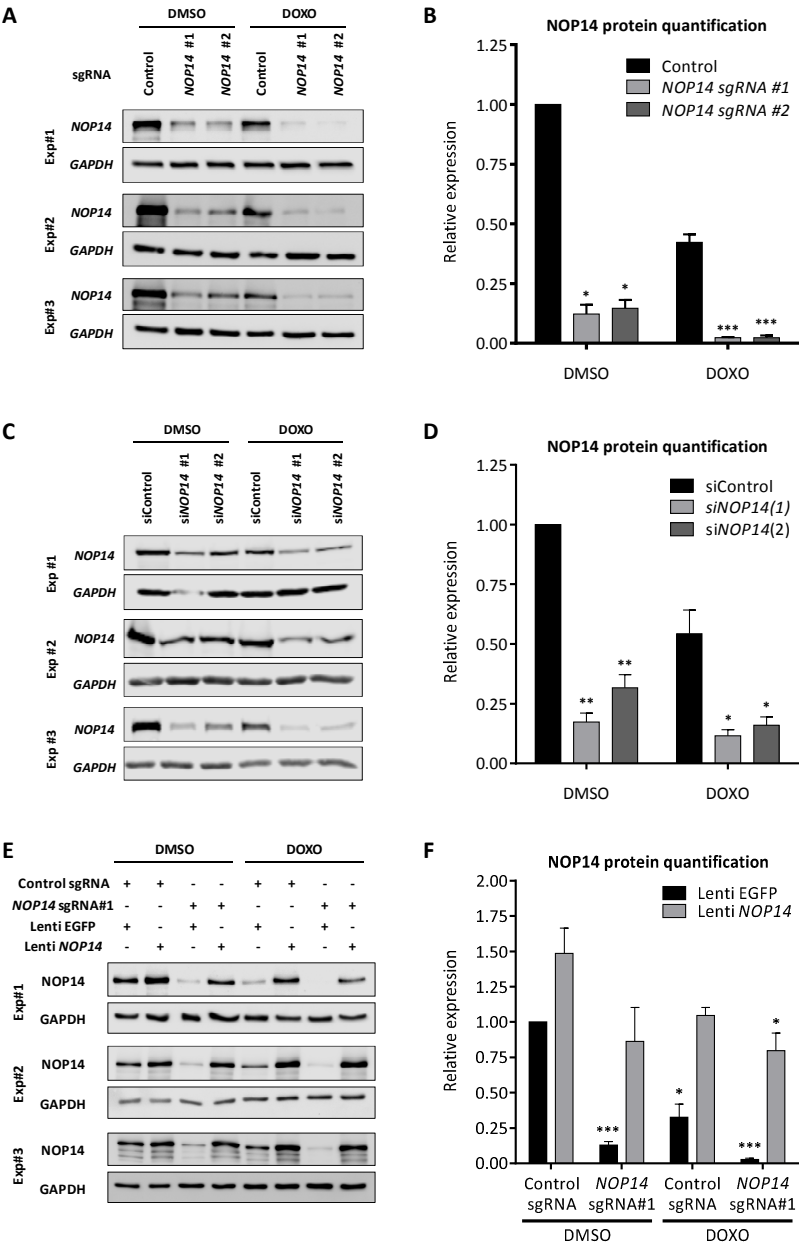 A
DMSO
DOXO
sgRNA
Control
NOP14 #1
NOP14 #2
Control
NOP14 #1
NOP14 #2
Exp#1
NOP14
GAPDH
Exp#2
NOP14
GAPDH
Exp#3
NOP14
GAPDH
B
NOP14 protein quantification
Relative expression
1.25
1.00
0.75
0.50
0.25
0.00
Control
NOP14 sgRNA #1
NOP14 sgRNA #2
*
*
***
***
DMSO
DOXO
C
DMSO
DOXO
siControl
siNOP14 #1
siNOP14 #2
siControl
siNOP14 #1
siNOP14 #2
Exp #1
NOP14
GAPDH
Exp #2
NOP14
GAPDH
Exp #3
NOP14
GAPDH
D
NOP14 protein quantification
Relative expression
1.25
1.00
0.75
0.50
0.25
0.00
siControl
siNOP14(1)
siNOP14(2)
**
**
*
*
DMSO
DOXO
E
DMSO
DOXO
Control sgRNA + + - - + + - -
NOP14 sgRNA#1 - - + + - - + +
Lenti EGFP + - + - + - + -
Lenti NOP14 - + - + - + - +
Exp#1
NOP14
GAPDH
Exp#2
NOP14
GAPDH
Exp#3
NOP14
GAPDH
F
NOP14 protein quantification
Relative expression
2.00
1.75
1.50
1.25
1.00
0.75
0.50
0.25
0.00
Lenti EGFP
Lenti NOP14
***
*
***
*
Control
sgRNA
NOP14
sgRNA#1
Control
sgRNA
NOP14
sgRNA#1
DMSO
DOXO